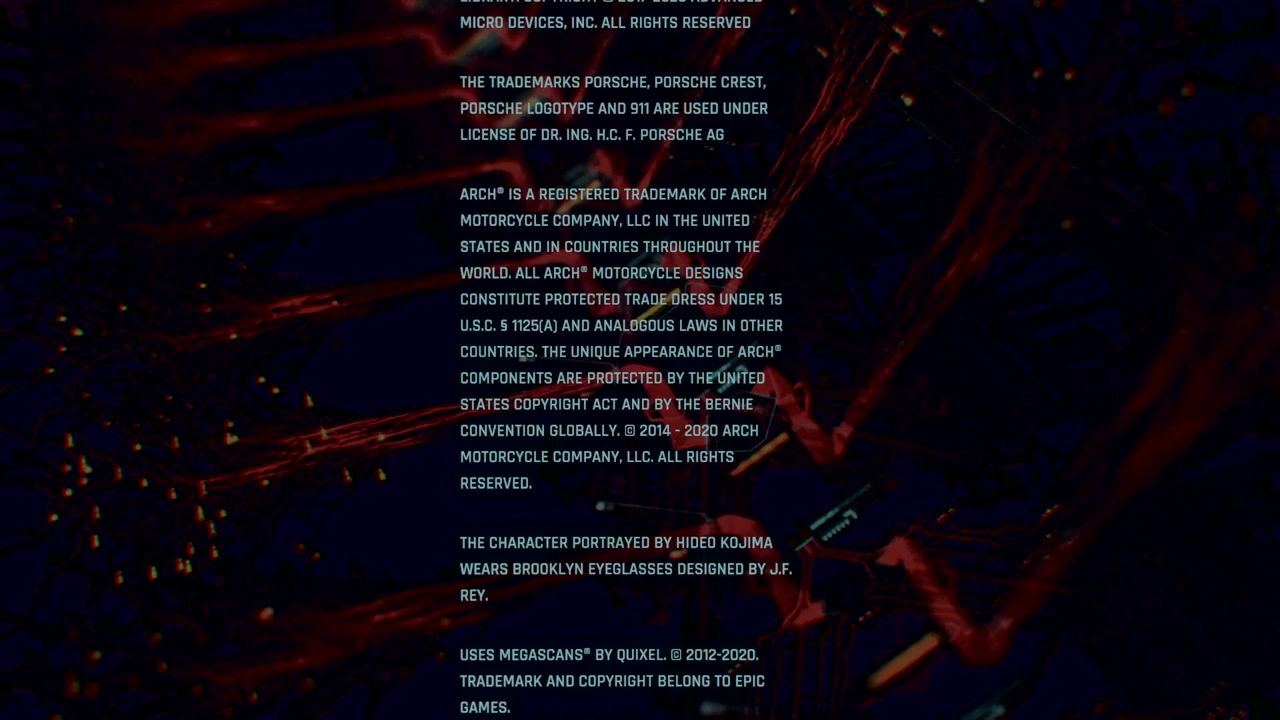 MICRO DEVICES, INC. ALL RIGHTS RESERVED
THE TRADEMARKS PORSCHE, PORSCHE CREST,
PORSCHE LOGOTYPE AND 911 ARE USED UNDER
LICENSE OF DR. ING. H.C. F. PORSCHE AG
ARCH® IS A REGISTERED TRADEMARK OF ARCH
MOTORCYCLE COMPANY, LLC IN THE UNITED
STATES AND IN COUNTRIES THROUGHOUT THE
WORLD. ALL ARCH® MOTORCYCLE DESIGNS
CONSTITUTE PROTECTED TRADE DRESS UNDER 15
U.S.C. § 1125(A) AND ANALOGOUS LAWS IN OTHER
COUNTRIES. THE UNIQUE APPEARANCE OF ARCH®
COMPONENTS ARE PROTECTED BY THE UNITED
STATES COPYRIGHT ACT AND BY THE BERNIE
CONVENTION GLOBALLY. © 2014 - 2020 ARCH
MOTORCYCLE COMPANY, LLC. ALL RIGHTS
RESERVED.
THE CHARACTER PORTRAYED BY HIDEO KOJIMA
WEARS BROOKLYN EYEGLASSES DESIGNED BY J.F.
REY.
USES MEGASCANS® BY QUIXEL. © 2012-2020.
TRADEMARK AND COPYRIGHT BELONG TO EPIC
GAMES.